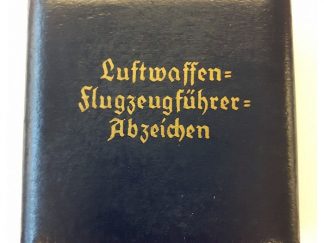 Luftwaffen=
Flugzeugführer=
Abzeichen